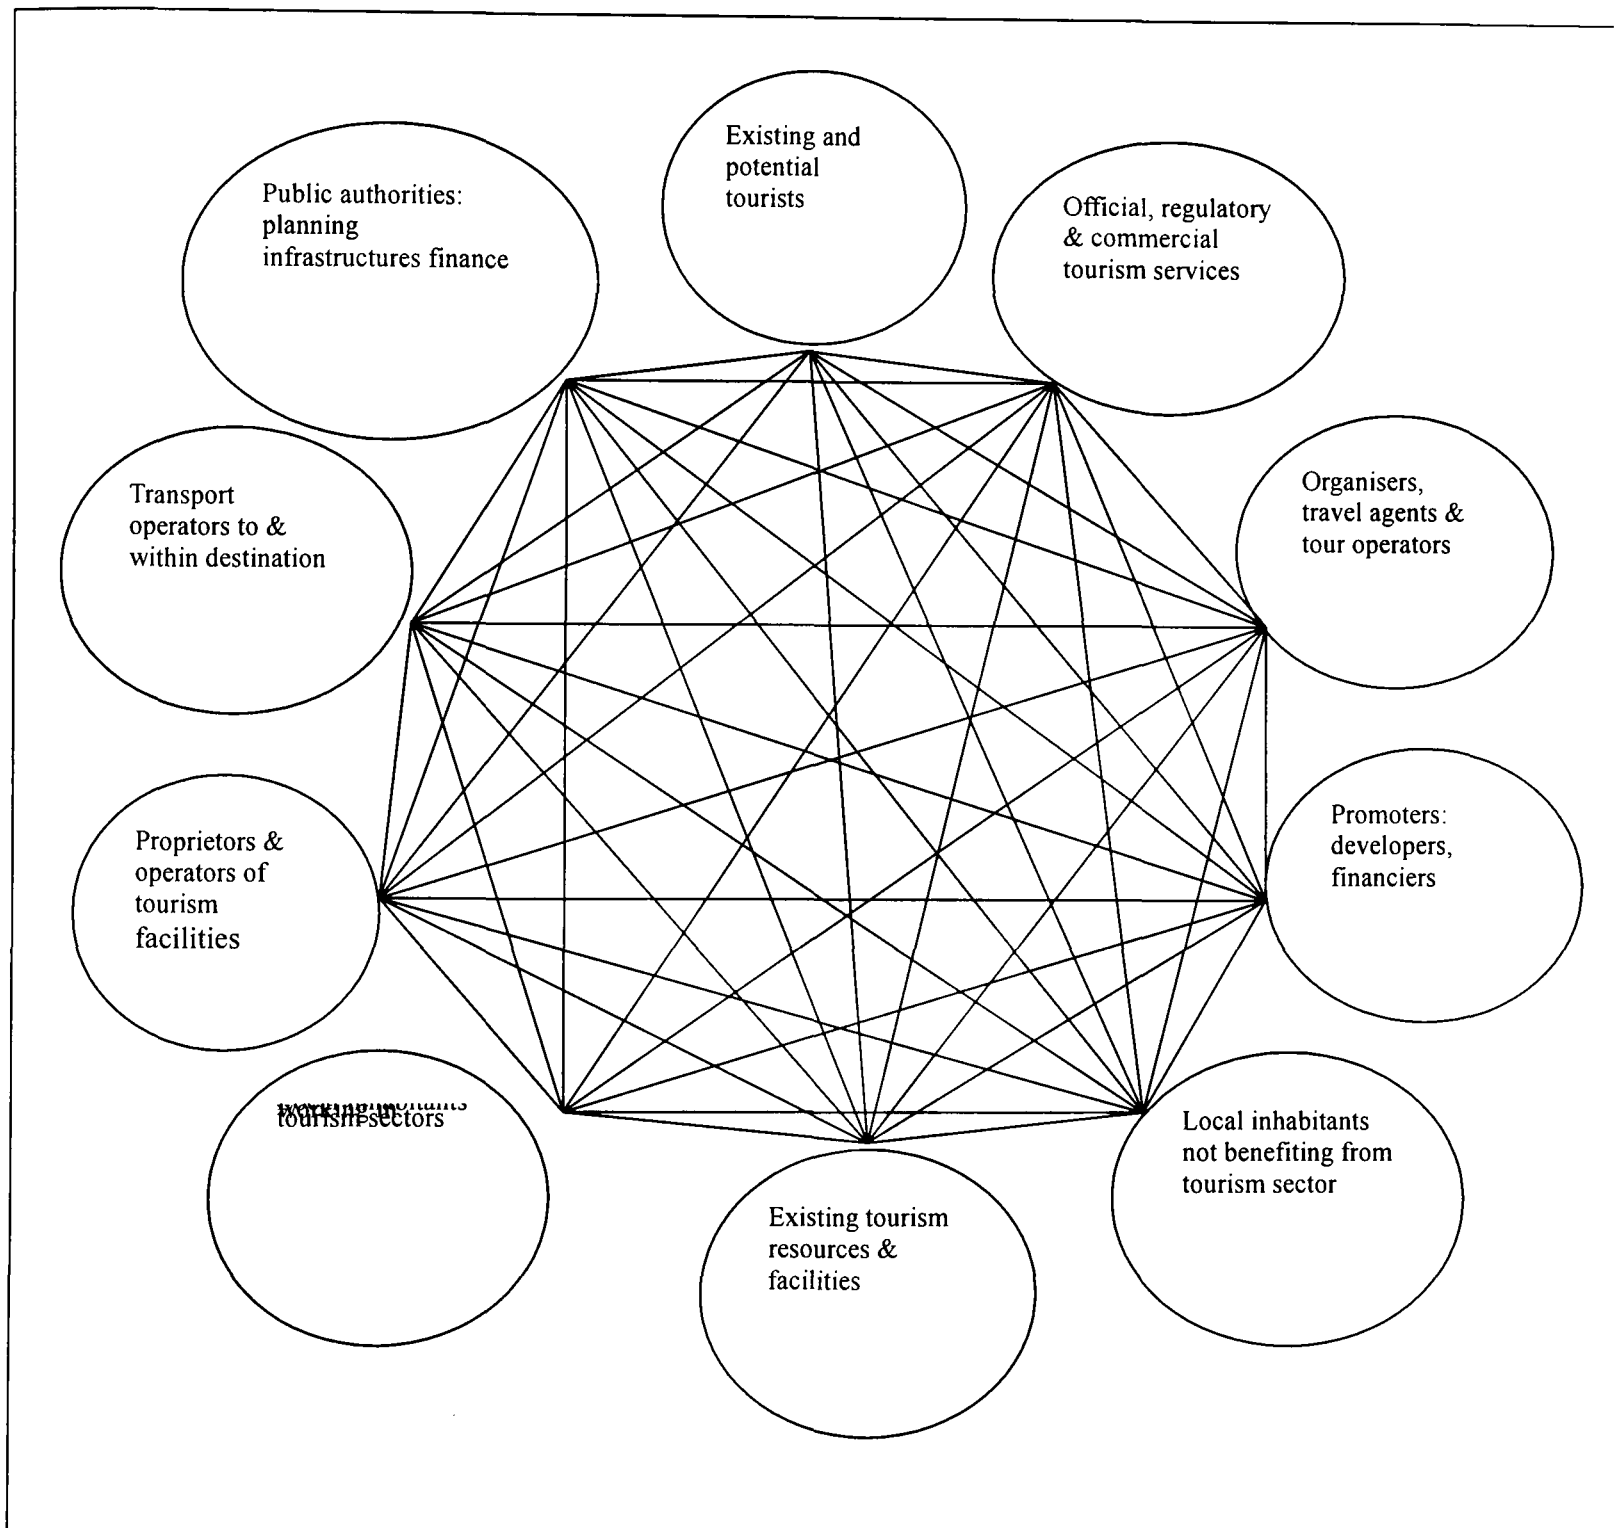 Existing and
potential
tourists
Public authorities:
planning
infrastructures finance
Official, regulatory
& commercial
tourism services
Transport
operators to &
within destination
Organisers,
travel agents &
tour operators
Proprietors &
operators of
tourism
facilities
Promoters:
developers,
financiers
working in
tourism sectors
Local inhabitants
not benefiting from
tourism sector
Existing tourism
resources &
facilities